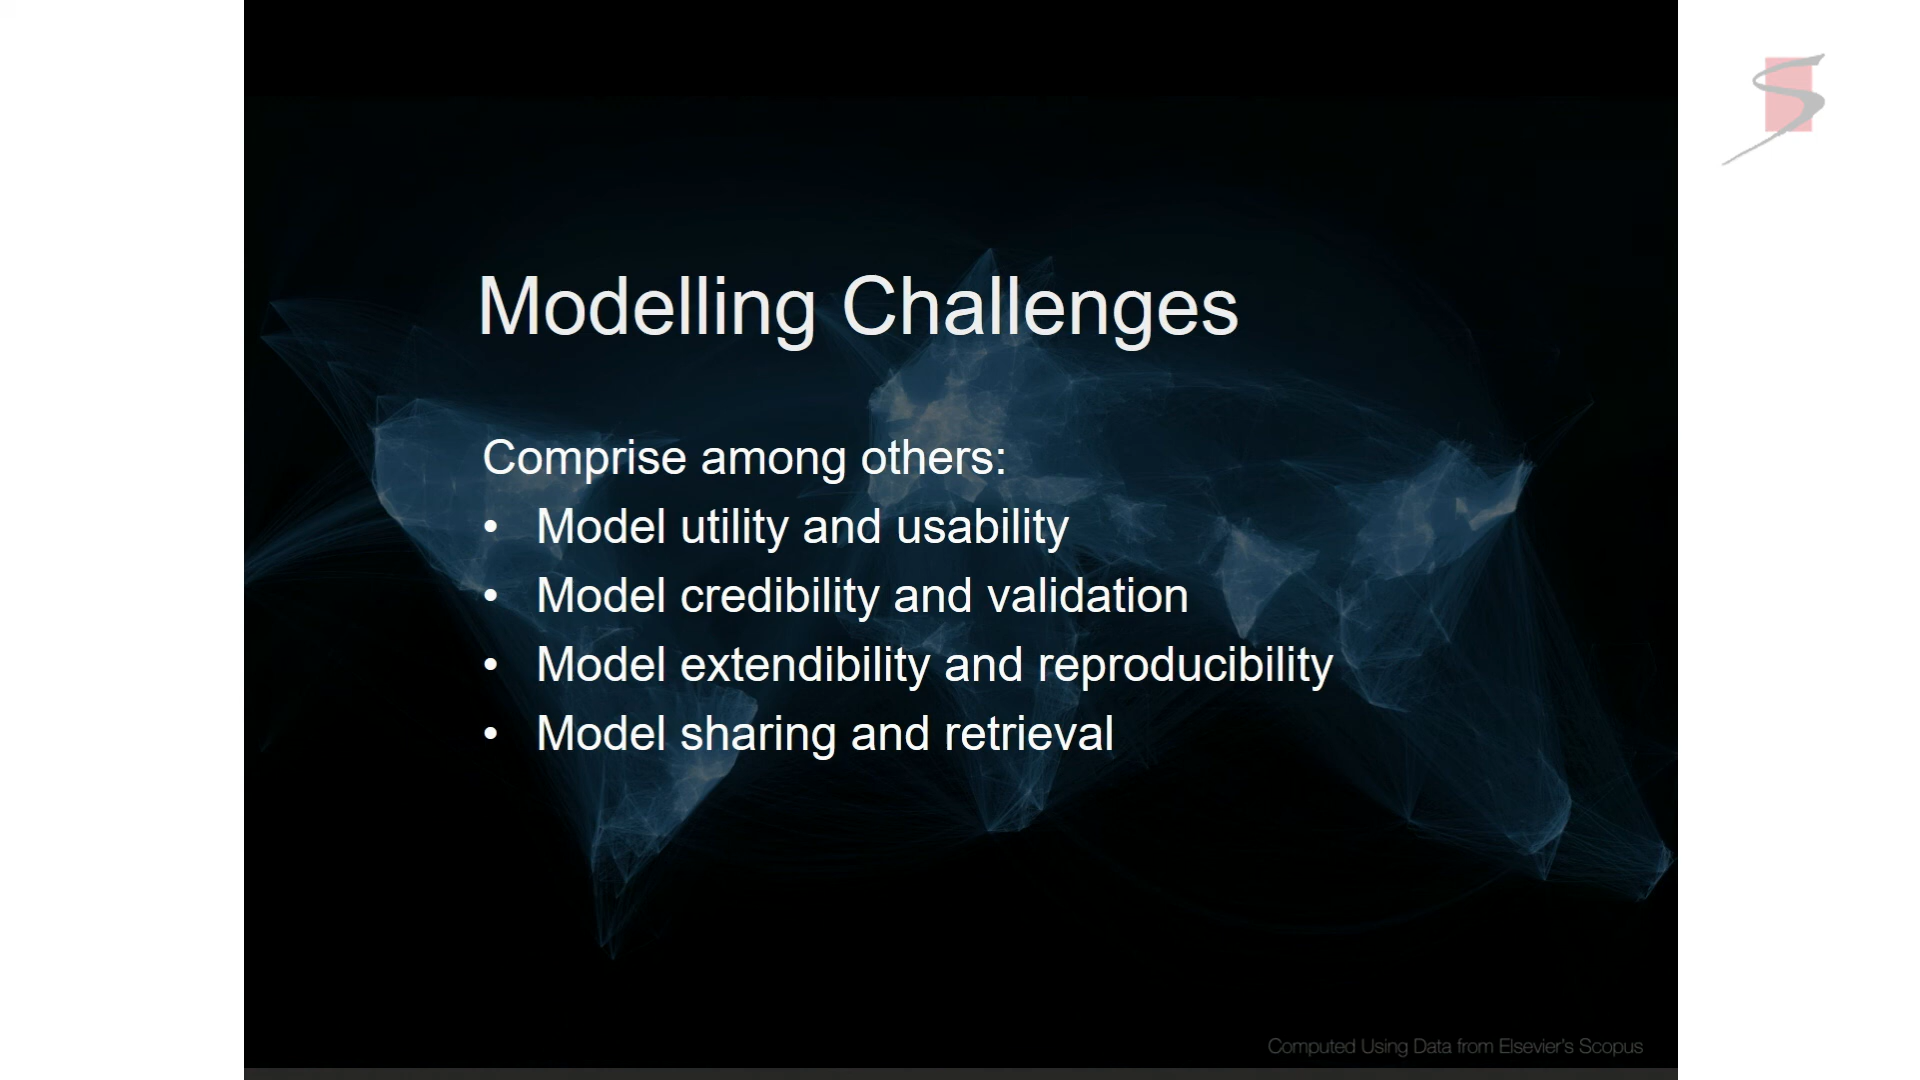 Modelling Challenges
Comprise among others:
• Model utility and usability
• Model credibility and validation
• Model extendibility and reproducibility
• Model sharing and retrieval
Computed Using Data from Elsevier's Scopus